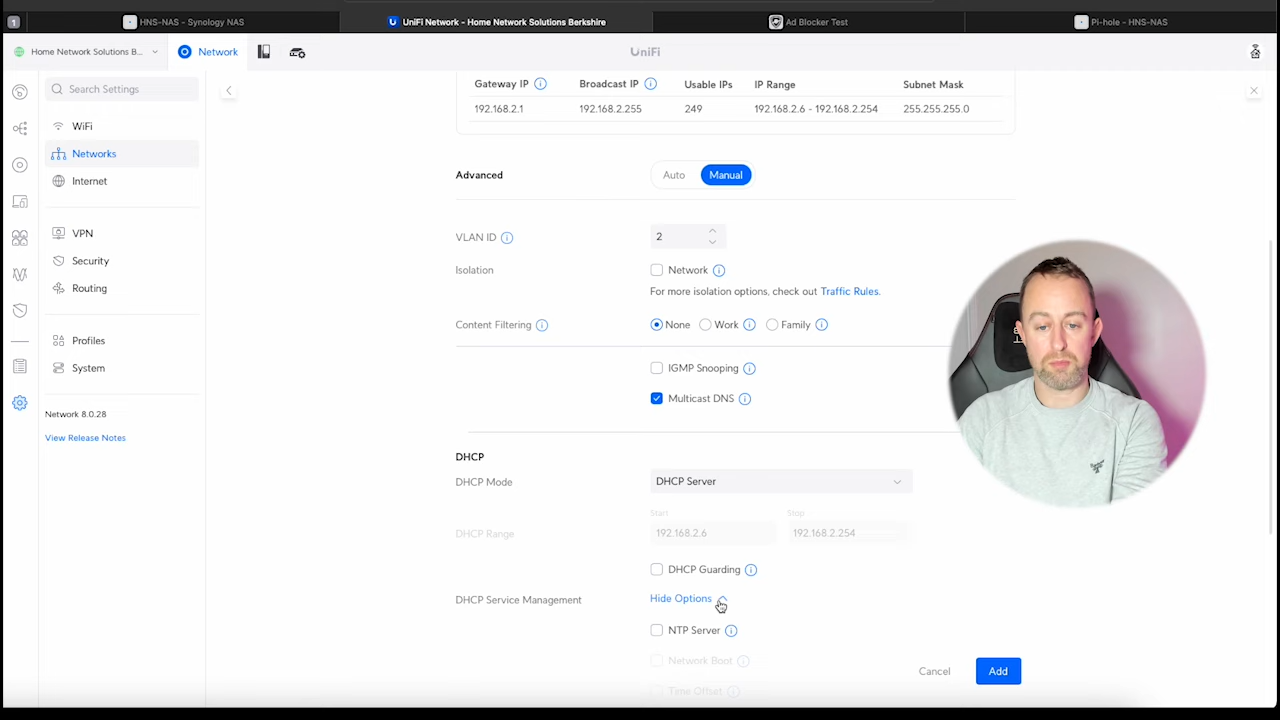 1
HNS-NAS - Synology NAS
UniFi Network - Home Network Solutions Berkshire
Ad Blocker Test
Pi-hole - HNS-NAS
Home Network Solutions B...
Network
UniFi
Search Settings
WiFi
Networks
Internet
VPN
Security
Routing
Profiles
System
Network 8.0.28
View Release Notes
Gateway IP Broadcast IP Usable IPs IP Range Subnet Mask
192.168.2.1 192.168.2.255 249 192.168.2.6 - 192.168.2.254 255.255.255.0
Advanced Auto Manual
VLAN ID 2
Isolation Network
For more isolation options, check out Traffic Rules.
Content Filtering None Work Family
IGMP Snooping
Multicast DNS
DHCP
DHCP Mode DHCP Server
Start Stop
DHCP Range 192.168.2.6 192.168.2.254
DHCP Guarding
DHCP Service Management Hide Options
NTP Server
Network Boot
Time Offset
Cancel Add